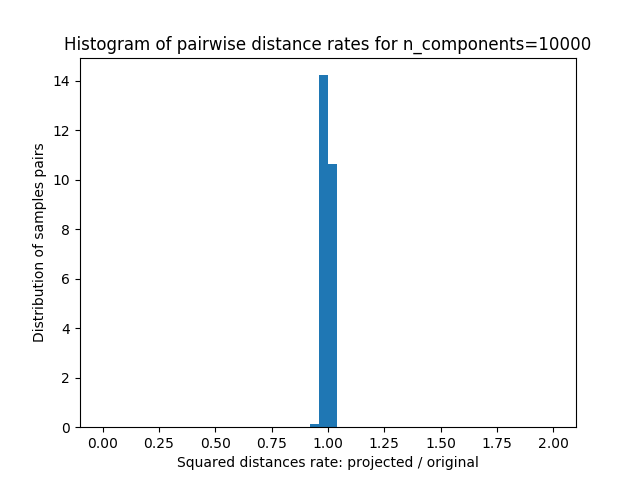 Histogram of pairwise distance rates for n_components=10000
Distribution of samples pairs
14
12
10
8
6
4
2
0
0.00 0.25 0.50 0.75 1.00 1.25 1.50 1.75 2.00
Squared distances rate: projected / original